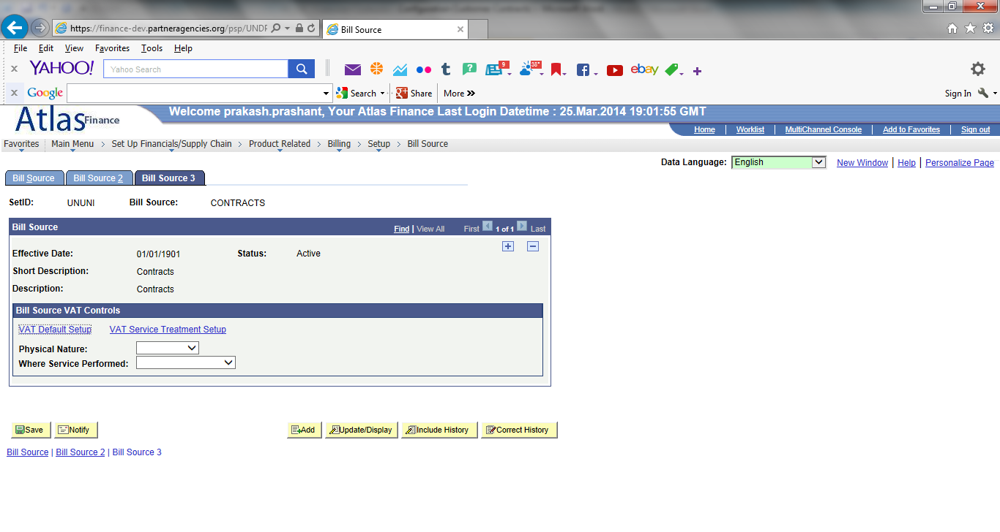 https://finance-dev.partneragencies.org/psp/UNDF
Bill Source
File Edit View Favorites Tools Help
YAHOO! Yahoo Search 9 38° ebay
Google Search Share More Sign In
Atlas Finance Welcome prakash.prashant, Your Atlas Finance Last Login Datetime : 25.Mar.2014 19:01:55 GMT
Home Worklist MultiChannel Console Add to Favorites Sign out
Favorites Main Menu > Set Up Financials/Supply Chain > Product Related > Billing > Setup > Bill Source
Data Language: English New Window | Help | Personalize Page
Bill Source Bill Source 2 Bill Source 3
SetID: UNUNI Bill Source: CONTRACTS
Bill Source Find | View All First 1 of 1 Last
Effective Date: 01/01/1901 Status: Active
Short Description: Contracts
Description: Contracts
Bill Source VAT Controls
VAT Default Setup VAT Service Treatment Setup
Physical Nature:
Where Service Performed:
Save Notify Add Update/Display Include History Correct History
Bill Source | Bill Source 2 | Bill Source 3